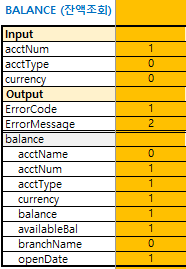 BALANCE (잔액조회)
Input
acctNum 1
acctType 0
currency 0
Output
ErrorCode 1
ErrorMessage 2
balance
acctName 0
acctNum 1
acctType 1
currency 1
balance 1
availableBal 1
branchName 0
openDate 1